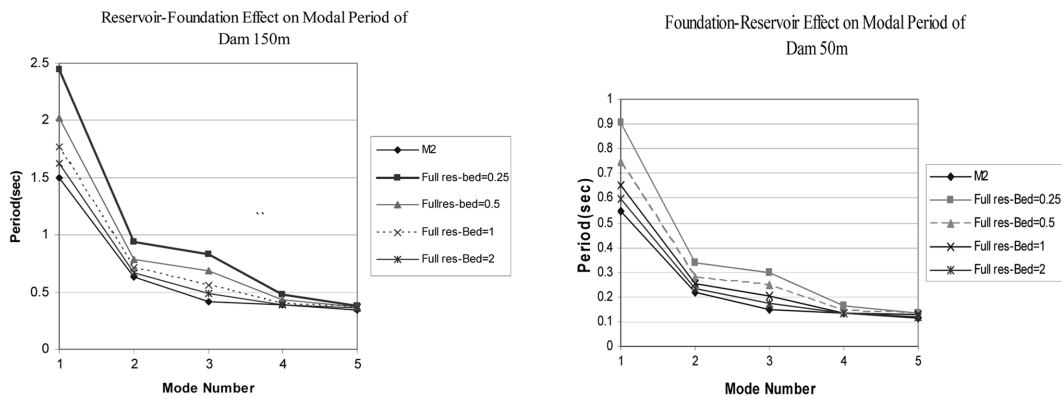 Reservoir-Foundation Effect on Modal Period of
Dam 150m
2.5
2
1.5
1
0.5
0
Period(sec)
1 2 3 4 5
Mode Number
M2
Full res-bed=0.25
Fullres-bed=0.5
Full res-Bed=1
Full res-Bed=2
Foundation-Reservoir Effect on Modal Period of
Dam 50m
1
0.9
0.8
0.7
0.6
0.5
0.4
0.3
0.2
0.1
0
Period(sec)
1 2 3 4 5
Mode Number
M2
Full res-Bed=0.25
Full res-Bed=0.5
Full res-Bed=1
Full res-Bed=2